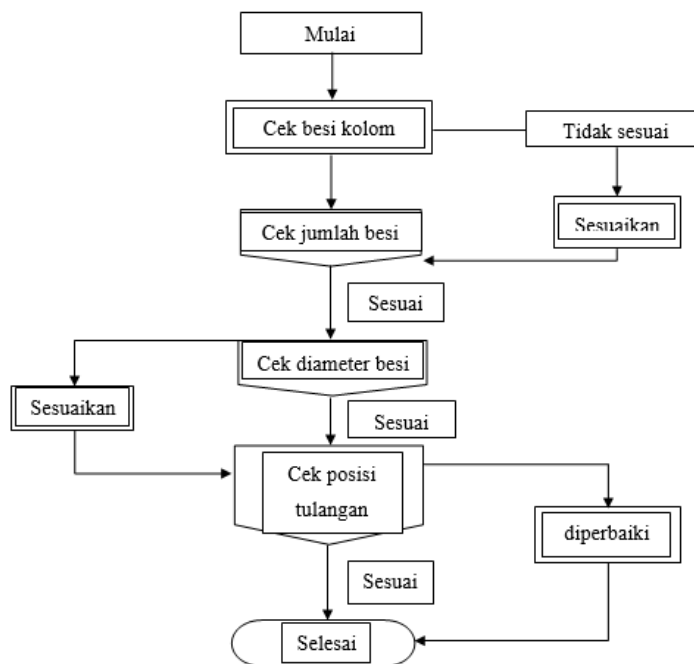 Mulai
Cek besi kolom
Tidak sesuai
Cek jumlah besi
Sesuaikan
Sesuai
Cek diameter besi
Sesuaikan
Sesuai
Cek posisi
tulangan
diperbaiki
Sesuai
Selesai